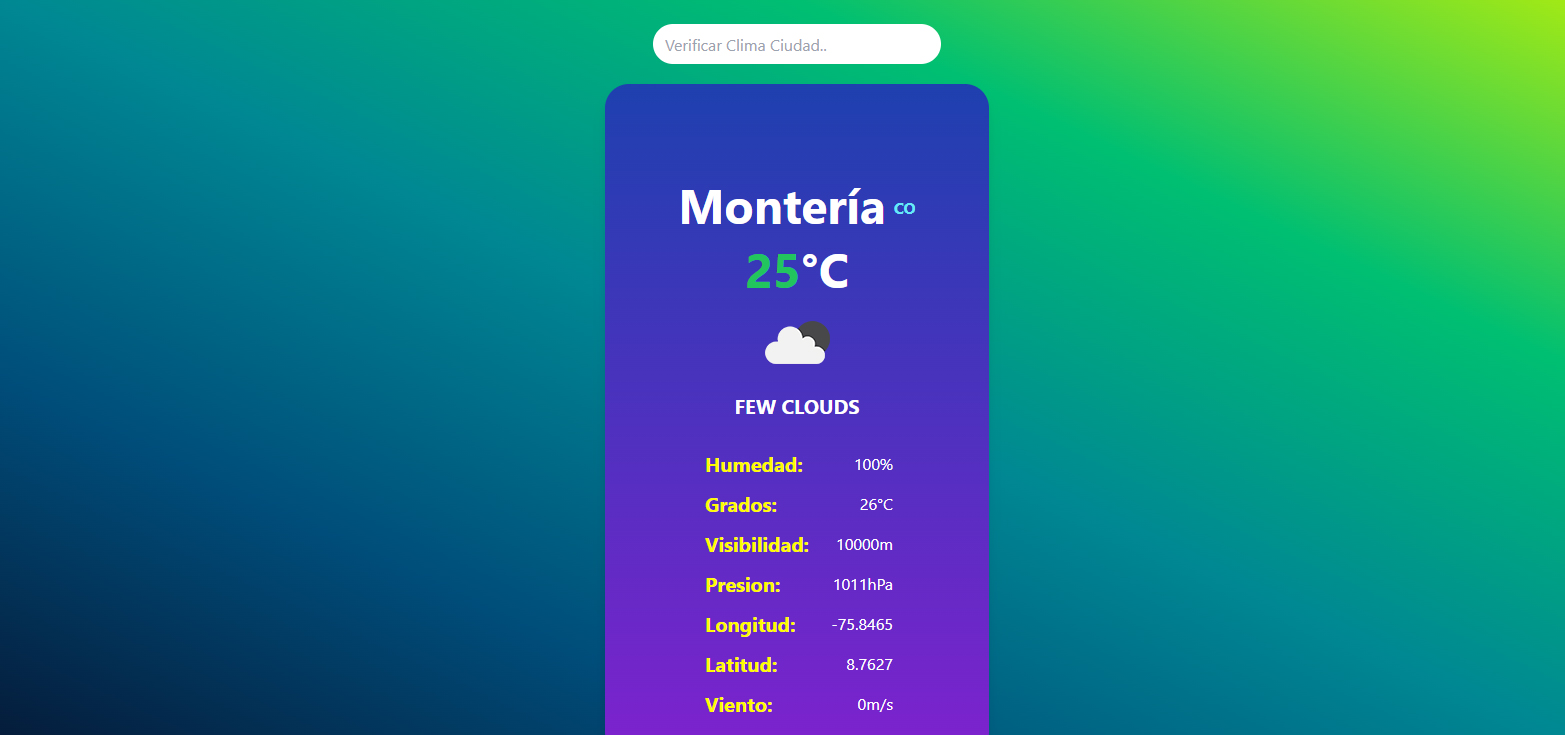 Verificar Clima Ciudad..
Montería CO
25°C
FEW CLOUDS
Humedad: 100%
Grados: 26°C
Visibilidad: 10000m
Presion: 1011hPa
Longitud: -75.8465
Latitud: 8.7627
Viento: 0m/s